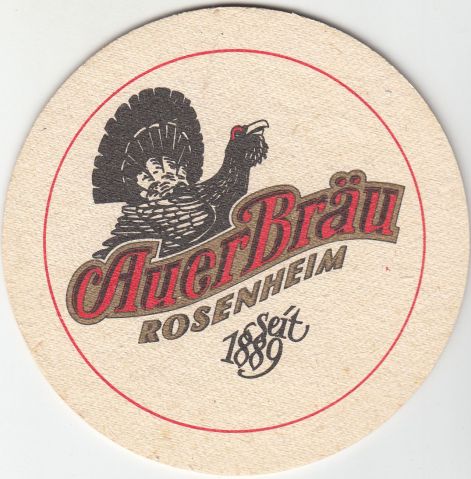 AuerBräu
ROSENHEIM
Seit
1889